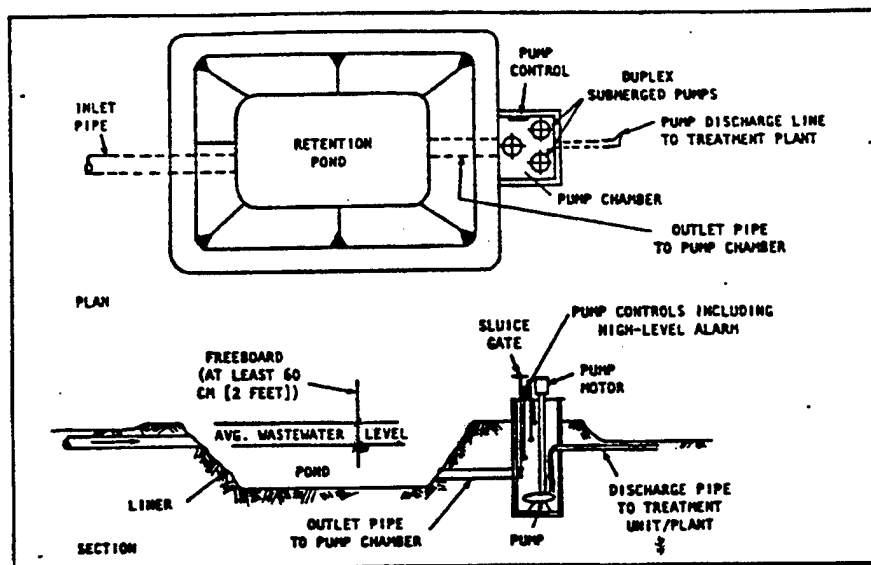 PUMP
CONTROL
DUPLEX
SUBMERGED PUMPS
INLET
PIPE
PUMP DISCHARGE LINE
TO TREATMENT PLANT
RETENTION
POND
PUMP CHAMBER
OUTLET PIPE
TO PUMP CHAMBER
PLAN
PUMP CONTROLS INCLUDING
HIGH-LEVEL ALARM
SLUICE
GATE
FREEBOARD
(AT LEAST 60
CM [2 FEET])
PUMP
MOTOR
AVG. WASTEWATER LEVEL
POND
LINER
OUTLET PIPE
TO PUMP CHAMBER
PUMP
DISCHARGE PIPE
TO TREATMENT
UNIT/PLANT
SECTION